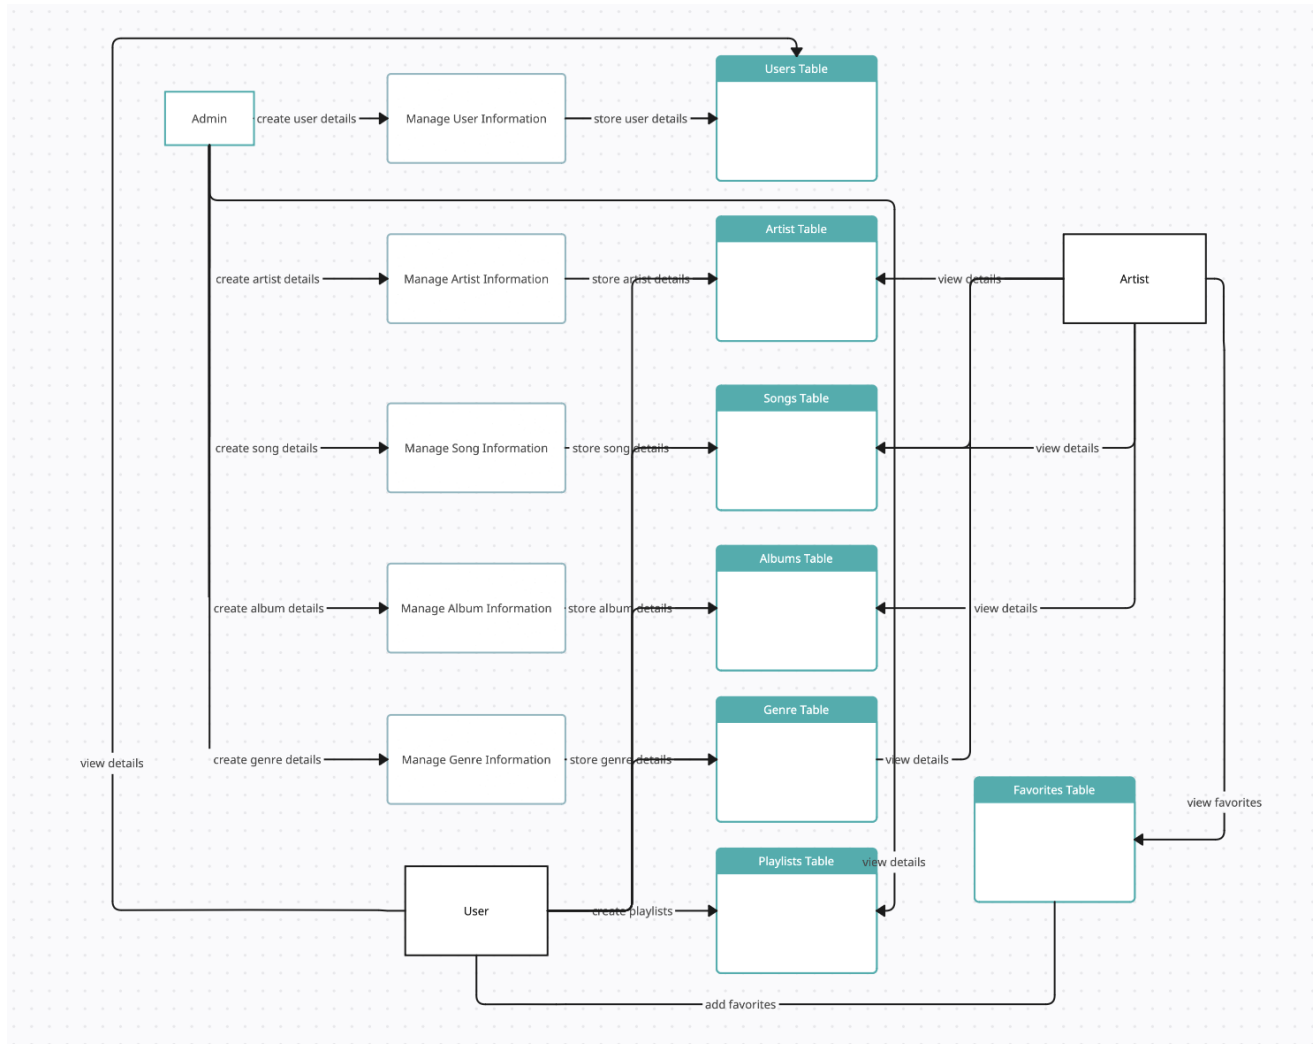 Users Table
Admin
create user details
Manage User Information
store user details
Artist Table
create artist details
Manage Artist Information
store artist details
view details
Artist
Songs Table
create song details
Manage Song Information
store song details
view details
Albums Table
create album details
Manage Album Information
store album details
view details
Genre Table
create genre details
Manage Genre Information
store genre details
view details
view details
Favorites Table
view favorites
Playlists Table
view details
User
create playlists
add favorites